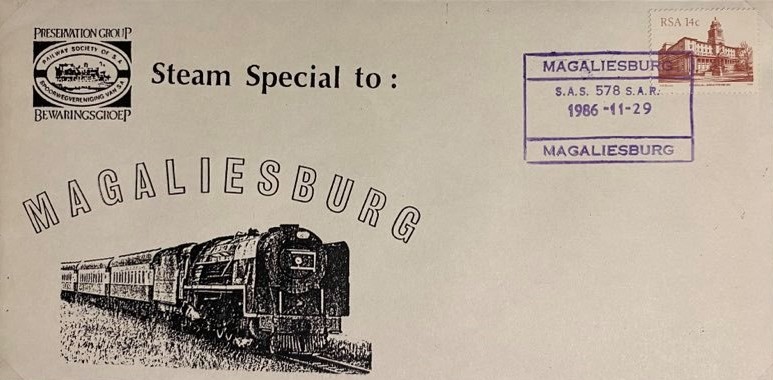 PRESERVATION GROUP
RAILWAY SOCIETY OF S.A.
SPOORWEGVERENIGING VAN S.A.
BEWARINGSGROEP
Steam Special to :
MAGALIESBURG
RSA 14c
MAGALIESBURG
S.A.S. 578 S.A.R.
1986 -11-29
MAGALIESBURG